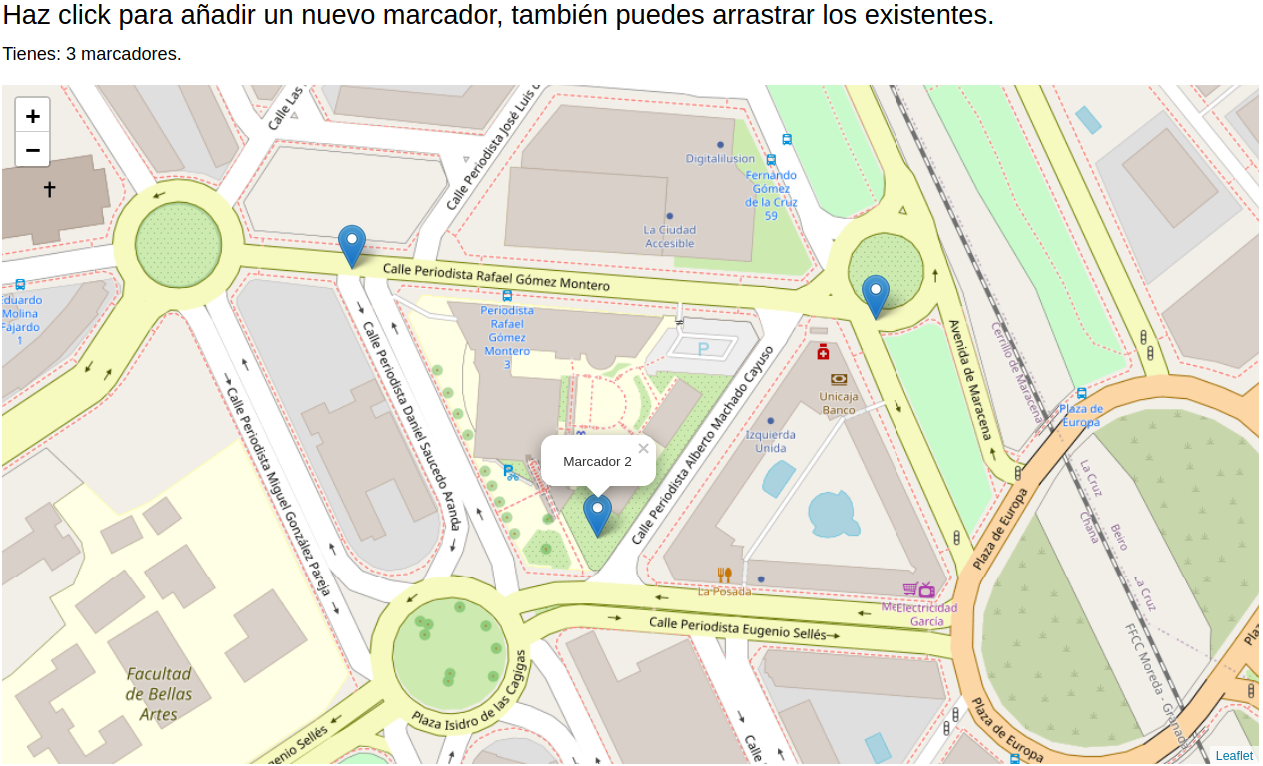 Haz click para añadir un nuevo marcador, también puedes arrastrar los existentes.
Tienes: 3 marcadores.
+
−
Calle Las
Calle Periodista José Luis
Digitalilusion
Fernando
Gómez
de la Cruz
59
La Ciudad
Accesible
Calle Periodista Rafael Gómez Montero
Eduardo
Molina
Fajardo
1
Periodista
Rafael
Gómez
Montero
3
P
Calle Periodista Daniel Saucedo Aranda
Calle Periodista Miguel González Pareja
Calle Periodista Alberto Machado Cayuso
Avenida de Maracena
Cerrillo de Maracena
Unicaja
Banco
Izquierda
Unida
Plaza de
Europa
Marcador 2
×
P
La Cruz
Chana
Beiro
La Cruz
Plaza de Europa
La Posada
Electricidad
García
Calle Periodista Eugenio Sellés
FFCC Moreda - Granada
Facultad
de Bellas
Artes
Plaza Isidro de las Cagigas
enio Sellés
Calle
Plaza de Europa
Plaz
Leaflet